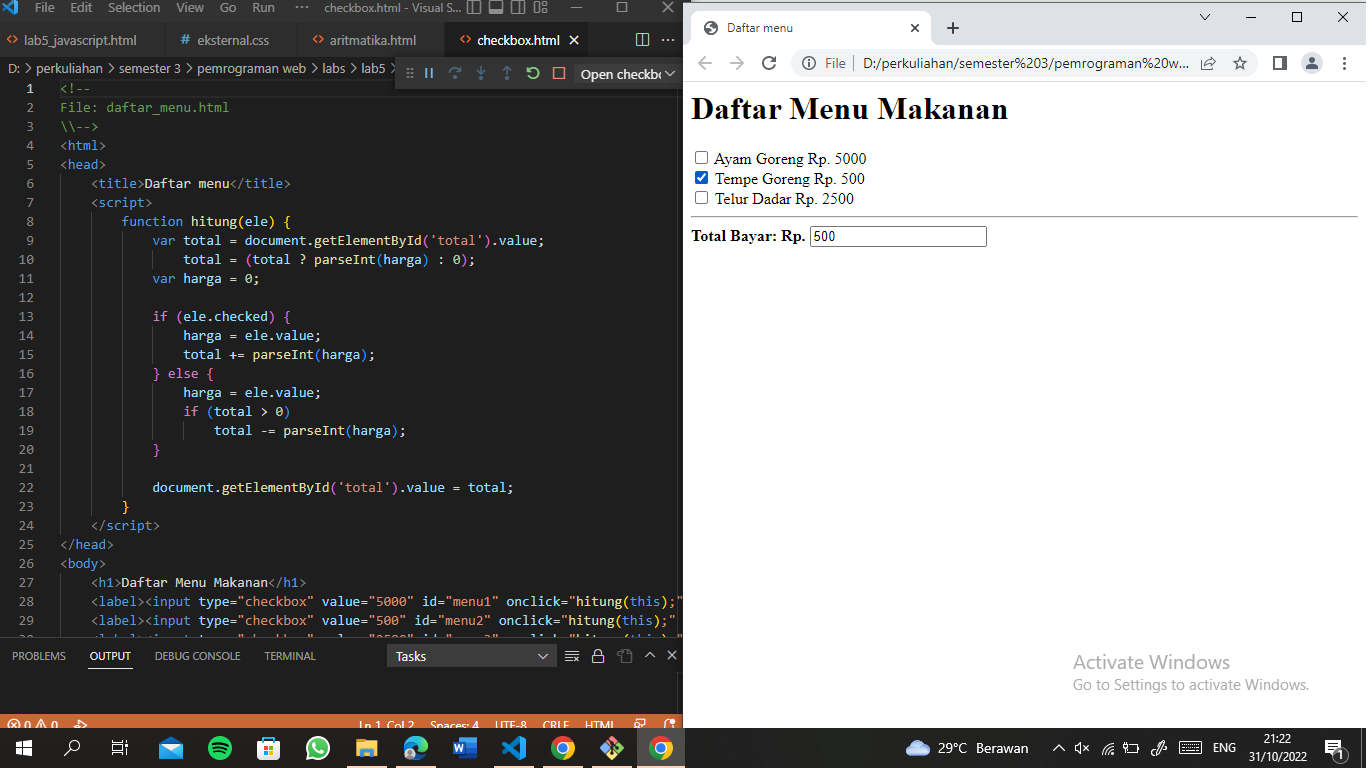 File Edit Selection View Go Run ··· checkbox.html - Visual S...
lab5_javascript.html # eksternal.css aritmatika.html checkbox.html
D: > perkuliahan > semester 3 > pemrograman web > labs > lab5 >
Open checkb
1 <!--
2 File: daftar_menu.html
3 \\-->
4 <html>
5 <head>
6 <title>Daftar menu</title>
7 <script>
8 function hitung(ele) {
9 var total = document.getElementById('total').value;
10 total = (total ? parseInt(harga) : 0);
11 var harga = 0;
12
13 if (ele.checked) {
14 harga = ele.value;
15 total += parseInt(harga);
16 } else {
17 harga = ele.value;
18 if (total > 0)
19 total -= parseInt(harga);
20 }
21
22 document.getElementById('total').value = total;
23 }
24 </script>
25 </head>
26 <body>
27 <h1>Daftar Menu Makanan</h1>
28 <label><input type="checkbox" value="5000" id="menu1" onclick="hitung(this);"
29 <label><input type="checkbox" value="500" id="menu2" onclick="hitung(this);"
PROBLEMS OUTPUT DEBUG CONSOLE TERMINAL Tasks
0 0 Ln 1, Col 2 Spaces: 4 UTF-8 CRLF HTML
Daftar menu
File D:/perkuliahan/semester%203/pemrograman%20w...
Daftar Menu Makanan
Ayam Goreng Rp. 5000
Tempe Goreng Rp. 500
Telur Dadar Rp. 2500
Total Bayar: Rp. 500
Activate Windows
Go to Settings to activate Windows.
29°C Berawan ENG 21:22
31/10/2022
1